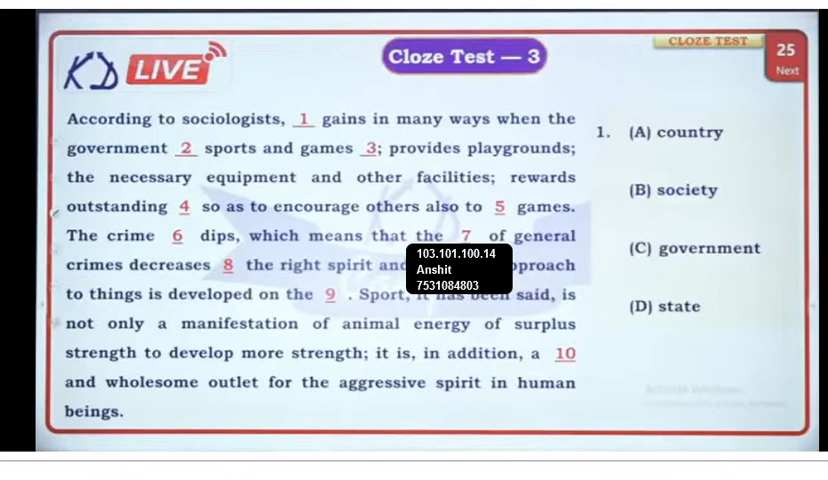 CLOZE TEST
25
Next
KD LIVE
Cloze Test — 3
According to sociologists, 1 gains in many ways when the
government 2 sports and games 3; provides playgrounds;
the necessary equipment and other facilities; rewards
outstanding 4 so as to encourage others also to 5 games.
The crime 6 dips, which means that the 7 of general
crimes decreases 8 the right spirit and
to things is developed on the 9 . Sport, it has been said, is
not only a manifestation of animal energy of surplus
strength to develop more strength; it is, in addition, a 10
and wholesome outlet for the aggressive spirit in human
beings.
103.101.100.14
Anshit
7531084803
1. (A) country
(B) society
(C) government
(D) state